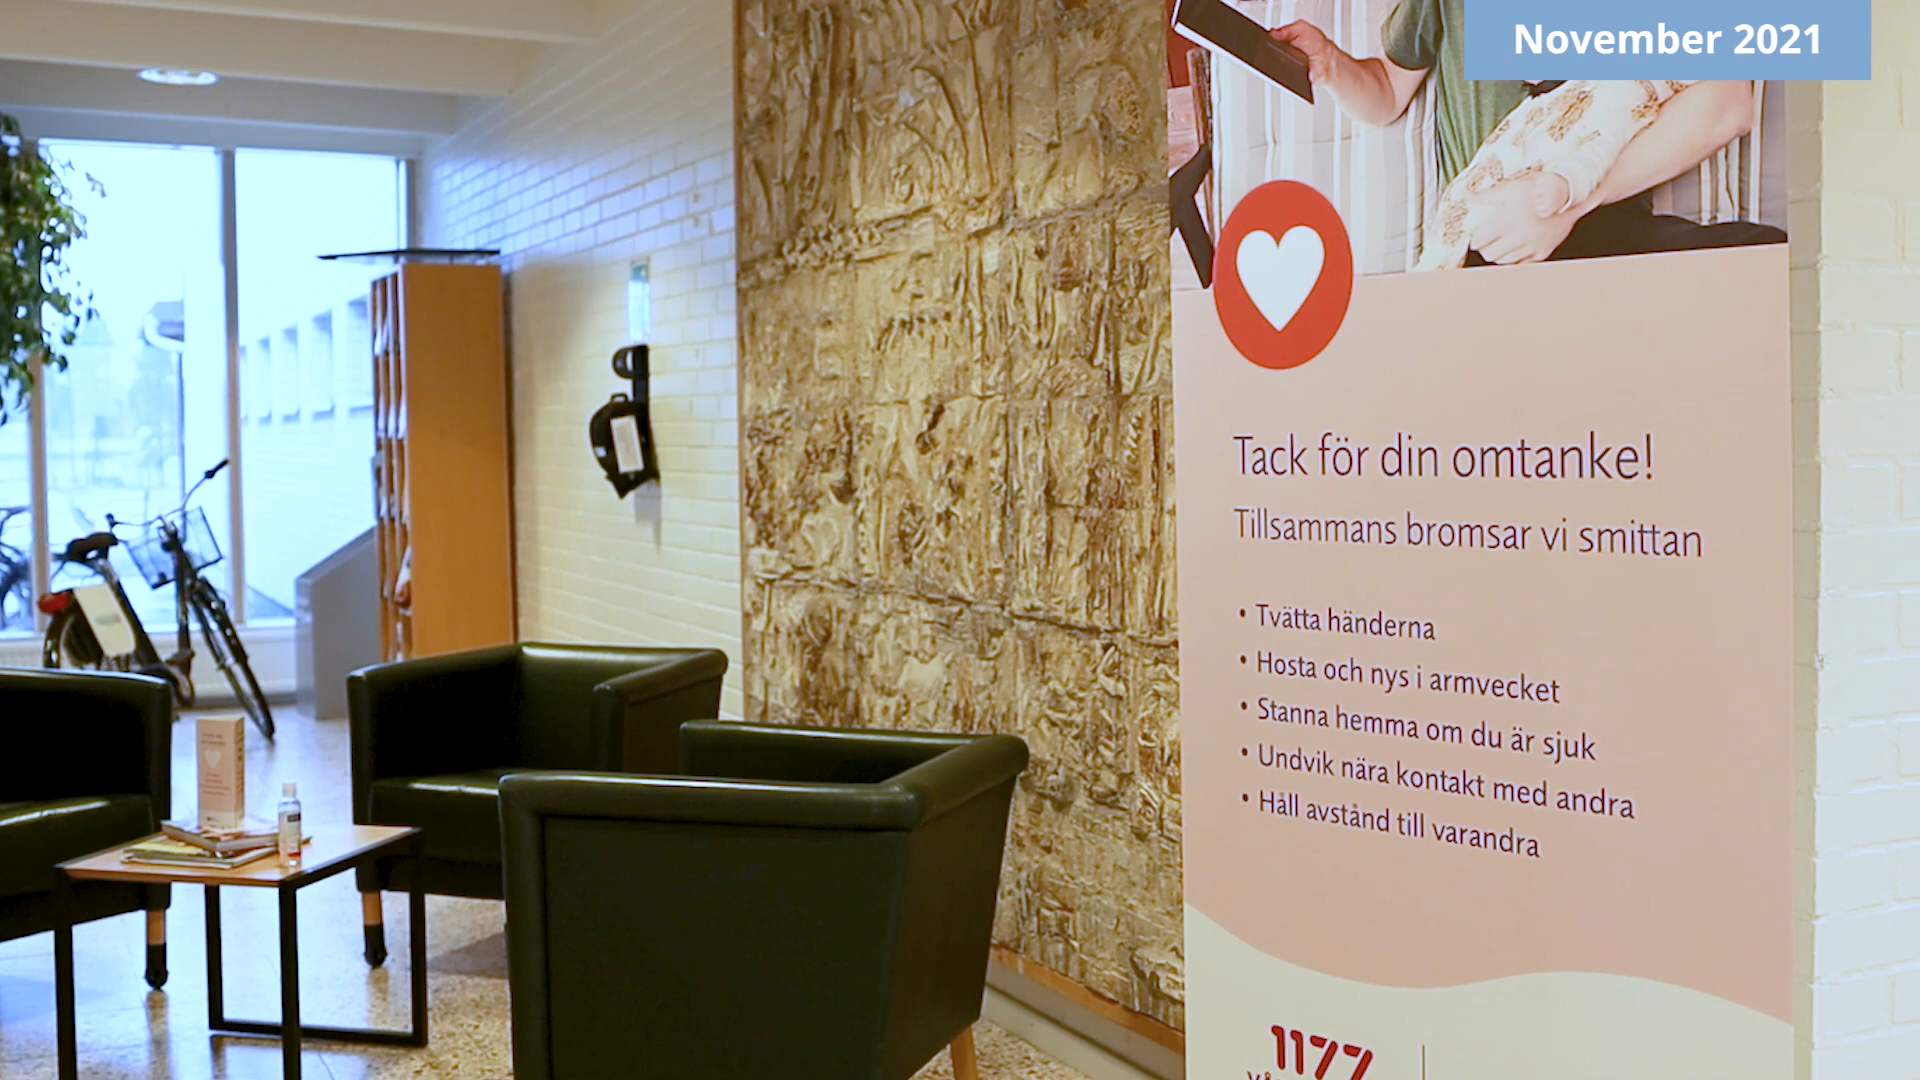 November 2021
Tack för din omtanke!
Tillsammans bromsar vi smittan
• Tvätta händerna
• Hosta och nys i armvecket
• Stanna hemma om du är sjuk
• Undvik nära kontakt med andra
• Håll avstånd till varandra
1177